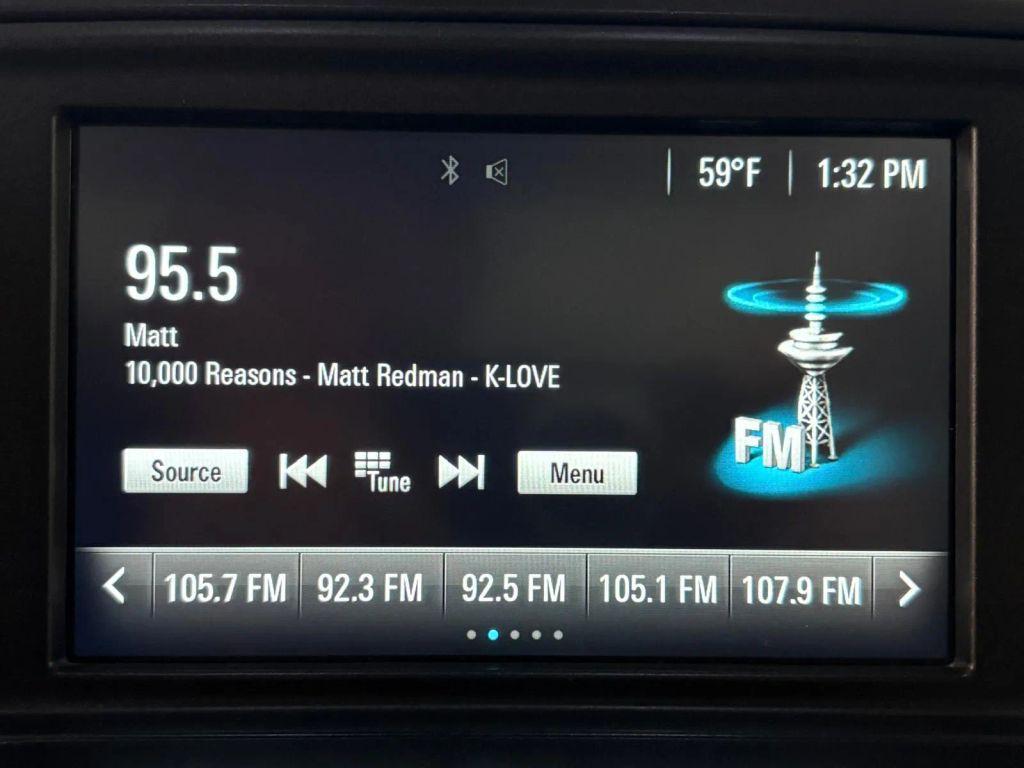 59°F 1:32 PM
95.5
Matt
10,000 Reasons - Matt Redman - K-LOVE
Source Tune Menu
FM
105.7 FM 92.3 FM 92.5 FM 105.1 FM 107.9 FM